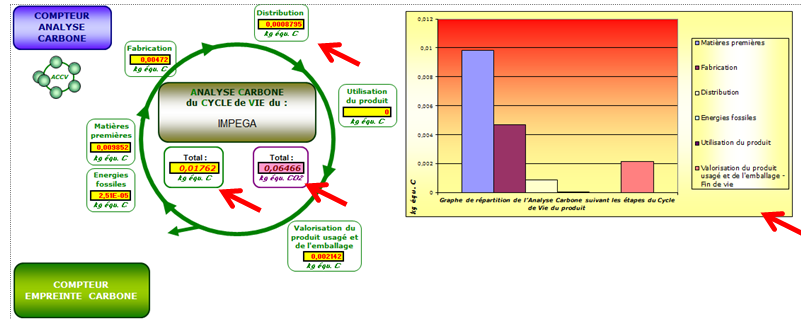 COMPTEUR
ANALYSE
CARBONE
ACCV
Distribution
0,0008795
kg équ. C
Fabrication
0,00472
kg équ. C
ANALYSE CARBONE
du CYCLE de VIE du :
IMPEGA
Utilisation
du produit
0
kg équ. C
Matières
premières
0,009852
kg équ. C
Total :
0,01762
kg équ. C
Total :
0,06466
kg équ. CO2
Energies
fossiles
2,51E-05
kg équ. C
Valorisation du
produit usagé et
de l'emballage
0,002142
kg équ. C
COMPTEUR
EMPREINTE CARBONE
0,012
0,01
0,008
0,006
0,004
0,002
0
kg équ. C
Graphe de répartition de l'Analyse Carbone suivant les étapes du Cycle
de Vie du produit
Matières premières
Fabrication
Distribution
Energies fossiles
Utilisation du produit
Valorisation du produit
usagé et de l'emballage -
Fin de vie